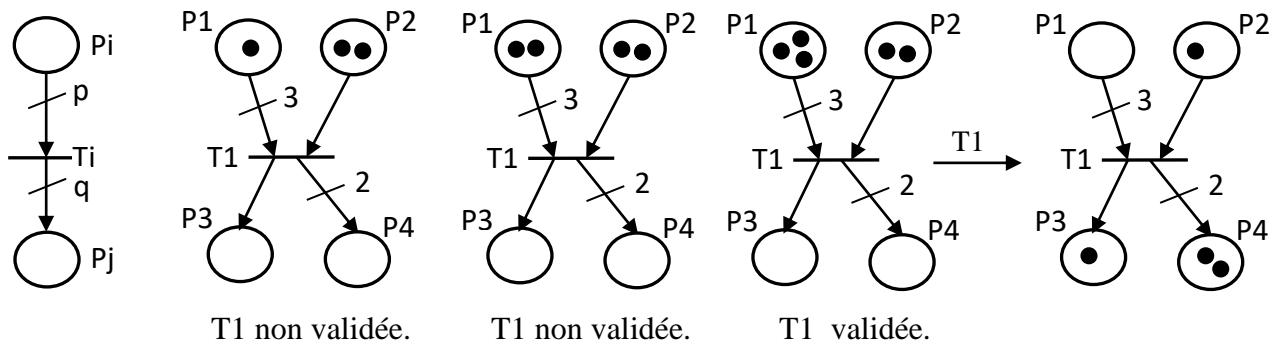 Pi
p
Ti
q
Pj
P1 P2
3
T1
2
P3 P4
T1 non validée.
P1 P2
3
T1
2
P3 P4
T1 non validée.
P1 P2
3
T1
2
P3 P4
T1 validée.
T1
P1 P2
3
T1
2
P3 P4